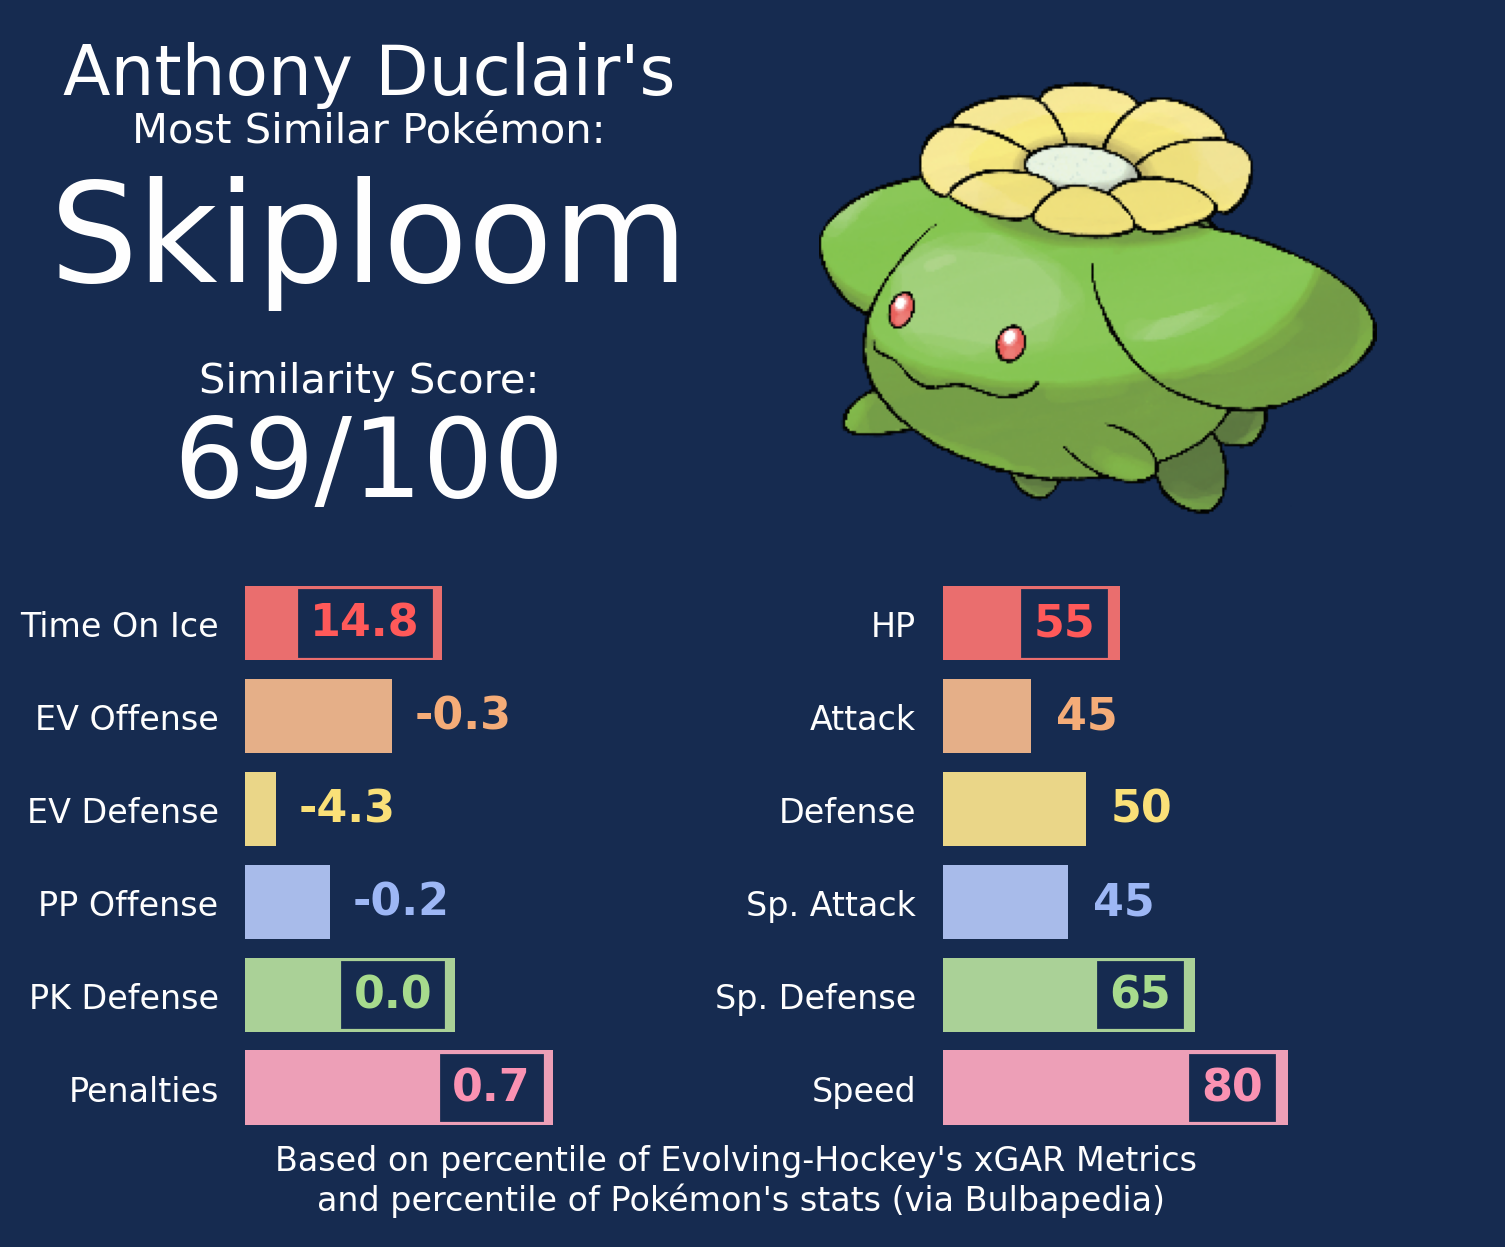 Anthony Duclair's
Most Similar Pokémon:
Skiploom
Similarity Score:
69/100
Time On Ice 14.8
EV Offense -0.3
EV Defense -4.3
PP Offense -0.2
PK Defense 0.0
Penalties 0.7
HP 55
Attack 45
Defense 50
Sp. Attack 45
Sp. Defense 65
Speed 80
Based on percentile of Evolving-Hockey's xGAR Metrics
and percentile of Pokémon's stats (via Bulbapedia)